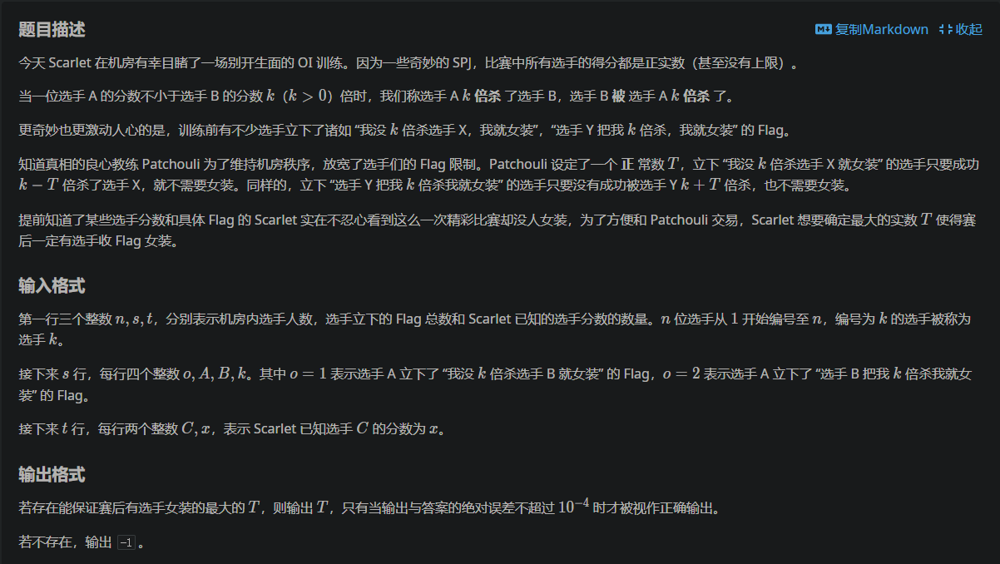 题目描述
复制Markdown 收起
今天 Scarlet 在机房有幸目睹了一场别开生面的 OI 训练。因为一些奇妙的 SPJ，比赛中所有选手的得分都是正实数（甚至没有上限）。
当一位选手 A 的分数不小于选手 B 的分数 k（k > 0）倍时，我们称选手 A k 倍杀 了选手 B，选手 B 被 选手 A k 倍杀 了。
更奇妙也更激动人心的是，训练前有不少选手立下了诸如 “我没 k 倍杀选手 X，我就女装”，“选手 Y 把我 k 倍杀，我就女装” 的 Flag。
知道真相的良心教练 Patchouli 为了维持机房秩序，放宽了选手们的 Flag 限制。Patchouli 设定了一个 正 常数 T，立下 “我没 k 倍杀选手 X 就女装” 的选手只要成功
k − T 倍杀了选手 X，就不需要女装。同样的，立下 “选手 Y 把我 k 倍杀我就女装” 的选手只要没有成功被选手 Y k + T 倍杀，也不需要女装。
提前知道了某些选手分数和具体 Flag 的 Scarlet 实在不忍心看到这么一次精彩比赛却没人女装，为了方便和 Patchouli 交易，Scarlet 想要确定最大的实数 T 使得赛
后一定有选手收 Flag 女装。
输入格式
第一行三个整数 n, s, t，分别表示机房内选手人数，选手立下的 Flag 总数和 Scarlet 已知的选手分数的数量。n 位选手从 1 开始编号至 n，编号为 k 的选手被称为
选手 k。
接下来 s 行，每行四个整数 o, A, B, k。其中 o = 1 表示选手 A 立下了 “我没 k 倍杀选手 B 就女装” 的 Flag，o = 2 表示选手 A 立下了 “选手 B 把我 k 倍杀我就女
装” 的 Flag。
接下来 t 行，每行两个整数 C, x，表示 Scarlet 已知选手 C 的分数为 x。
输出格式
若存在能保证赛后有选手女装的最大的 T，则输出 T，只有当输出与答案的绝对误差不超过 10⁻⁴ 时才被视作正确输出。
若不存在，输出 -1 。